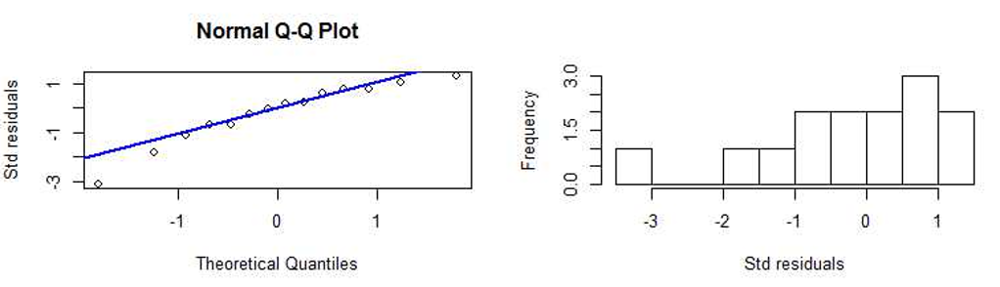 Normal Q-Q Plot
Std residuals
1
-1
-3
-1 0 1
Theoretical Quantiles
Frequency
3.0
1.5
0.0
-3 -2 -1 0 1
Std residuals